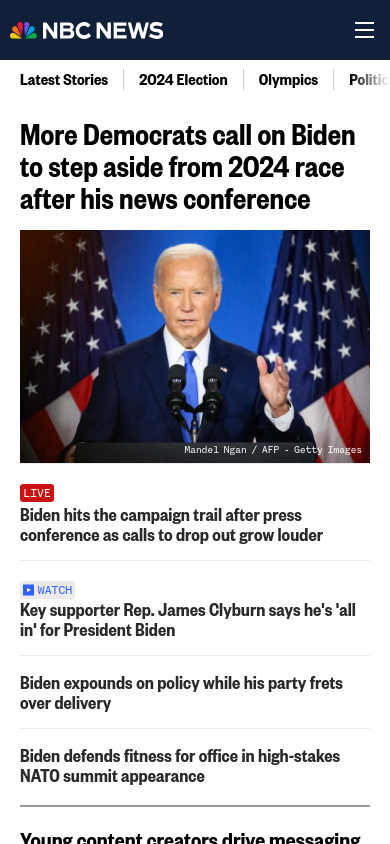 NBC NEWS
Latest Stories
2024 Election
Olympics
Politic
More Democrats call on Biden
to step aside from 2024 race
after his news conference
Mandel Ngan / AFP - Getty Images
LIVE
Biden hits the campaign trail after press
conference as calls to drop out grow louder
WATCH
Key supporter Rep. James Clyburn says he's 'all
in' for President Biden
Biden expounds on policy while his party frets
over delivery
Biden defends fitness for office in high-stakes
NATO summit appearance
Young content creators drive messaging